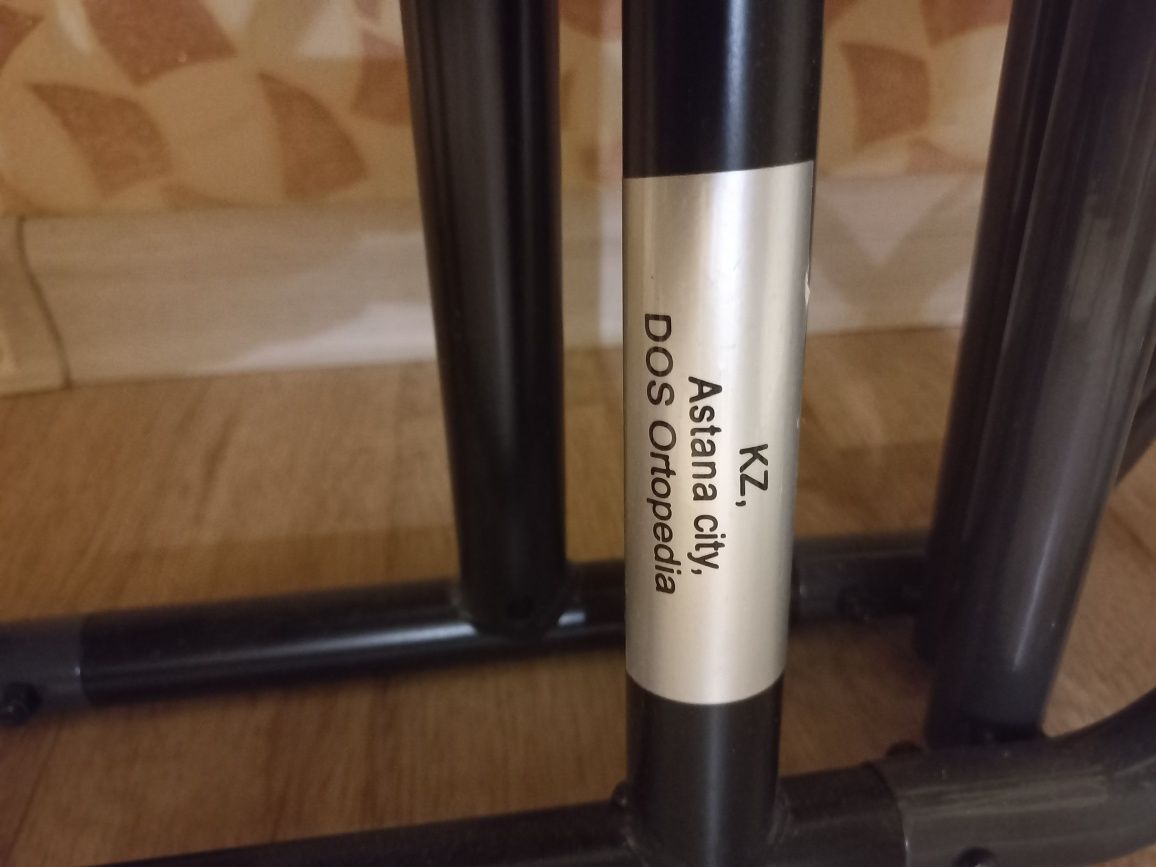 KZ,
Astana city,
DOS Ortopedia